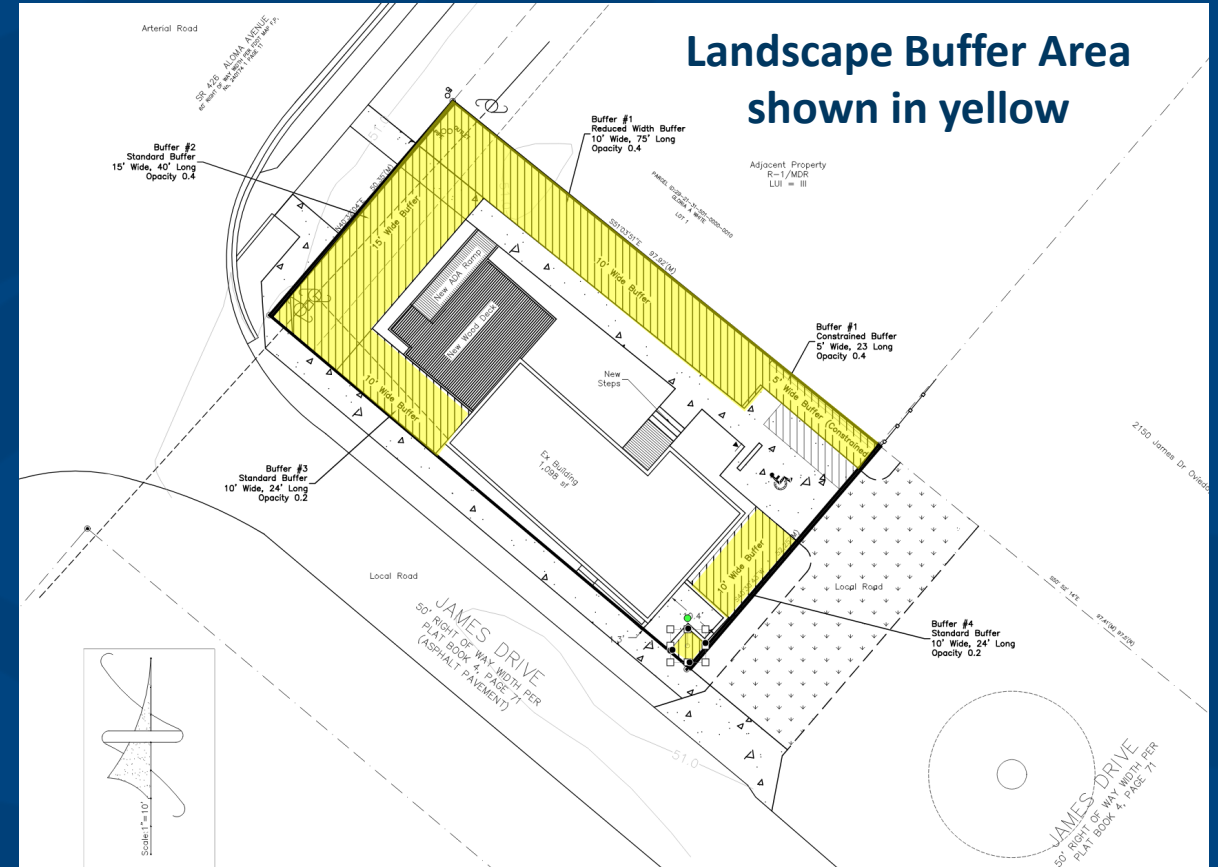 Landscape Buffer Area
shown in yellow
Arterial Road
SR 426 ALOMA AVENUE
Buffer #1
Reduced Width Buffer
10' Wide, 75' Long
Opacity 0.4
Buffer #2
Standard Buffer
15' Wide, 40' Long
Opacity 0.4
Adjacent Property
R-1/MDR
LUI = III
GLORIA A WHITE
LOT 1
S51°03'51"E 97.92'(M)
15' Wide Buffer
10' Wide Buffer
New ADA Ramp
New Wood Deck
Buffer #1
Constrained Buffer
5' Wide, 23 Long
Opacity 0.4
New
Steps
10' Wide Buffer
5' Wide Buffer (Constrained)
Ex Building
1,098 sf
2150 James Dr Oviedo,
Buffer #3
Standard Buffer
10' Wide, 24' Long
Opacity 0.2
10' Wide Buffer
Local Road
Local Road
Buffer #4
Standard Buffer
10' Wide, 24' Long
Opacity 0.2
1.3'
JAMES DRIVE
50' RIGHT OF WAY WIDTH PER
PLAT BOOK 4, PAGE 71
(ASPHALT PAVEMENT)
51.0
Scale:1"=10'
JAMES DRIVE
50' RIGHT OF WAY WIDTH PER
PLAT BOOK 4, PAGE 71